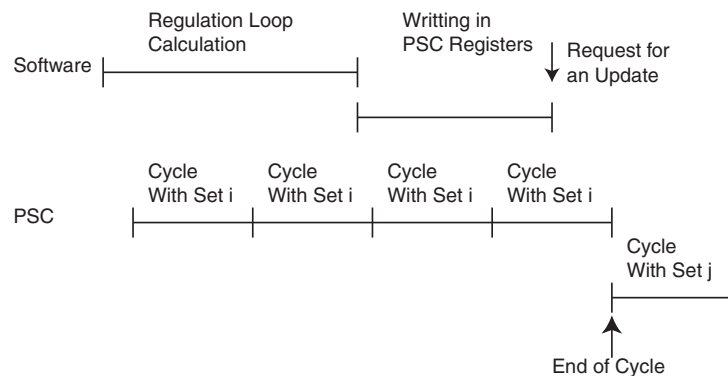 Regulation Loop
Calculation
Writting in
PSC Registers
Request for
an Update
Software
Cycle
With Set i
Cycle
With Set i
Cycle
With Set i
Cycle
With Set i
PSC
Cycle
With Set j
End of Cycle